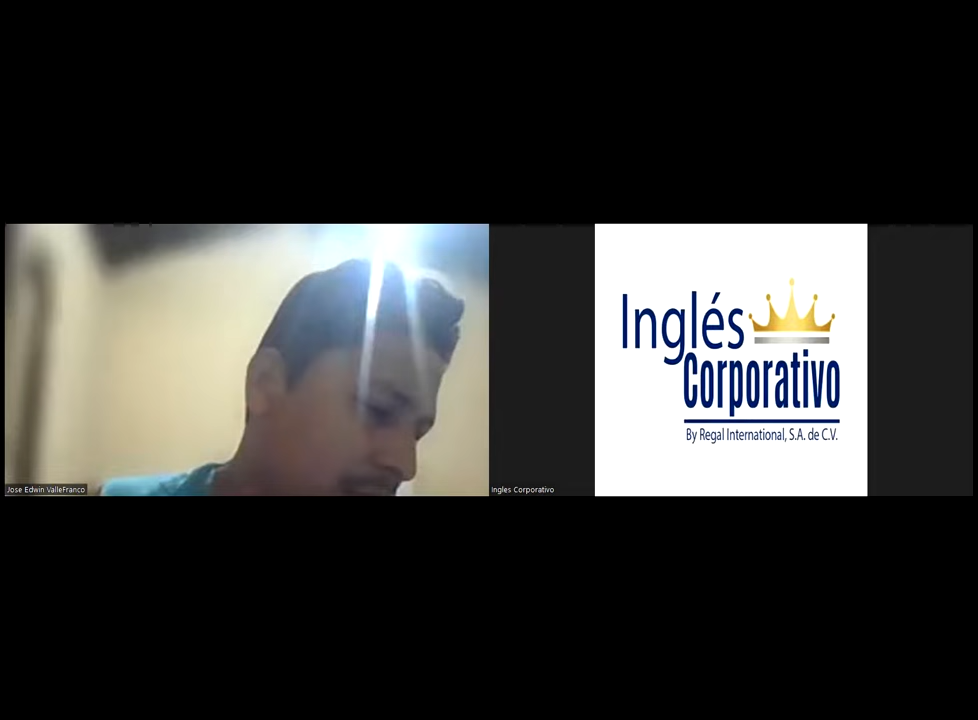 Inglés
Corporativo
By Regal International, S.A. de C.V.
Jose Edwin ValleFranco
Ingles Corporativo